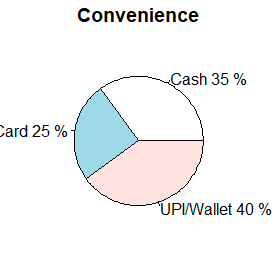 Convenience
Cash 35 %
Card 25 %
UPI/Wallet 40 %